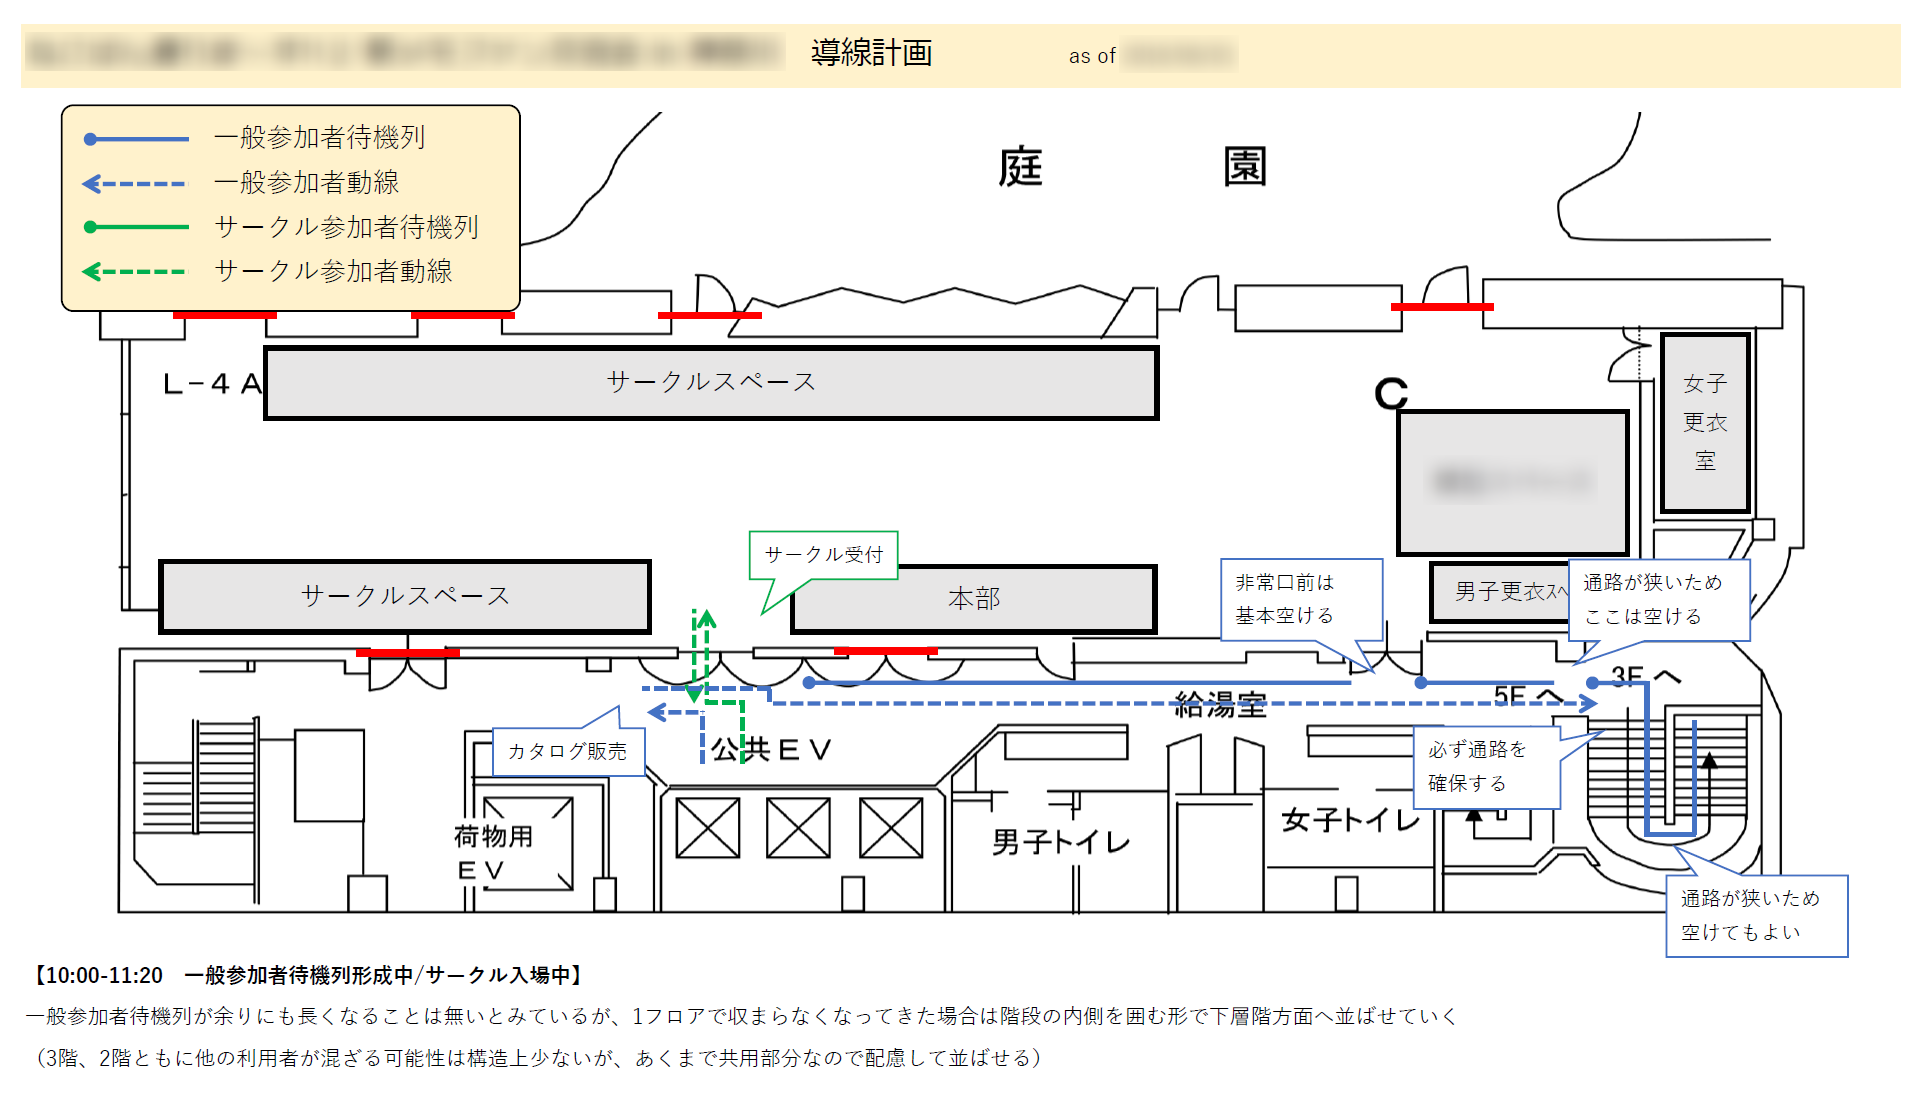 導線計画
as of
一般参加者待機列
一般参加者動線
サークル参加者待機列
サークル参加者動線
庭園
L-4A
サークルスペース
C
女子
更衣
室
サークルスペース
サークル受付
本部
非常口前は
基本空ける
男子更衣ｽﾍ
通路が狭いため
ここは空ける
3F へ
5F へ
給湯室
カタログ販売
公共EV
必ず通路を
確保する
荷物用
EV
男子トイレ
女子トイレ
通路が狭いため
空けてもよい
【10:00-11:20　一般参加者待機列形成中/サークル入場中】
一般参加者待機列が余りにも長くなることは無いとみているが、1フロアで収まらなくなってきた場合は階段の内側を囲む形で下層階方面へ並ばせていく
（3階、2階ともに他の利用者が混ざる可能性は構造上少ないが、あくまで共用部分なので配慮して並ばせる）